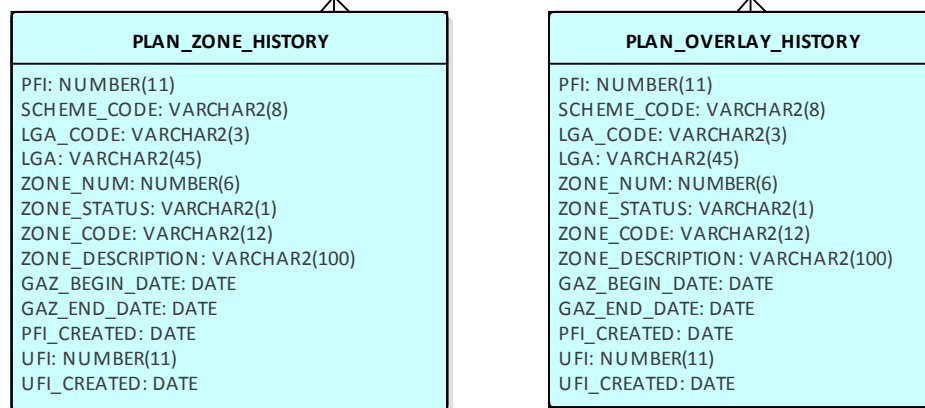 PLAN_ZONE_HISTORY
PFI: NUMBER(11)
SCHEME_CODE: VARCHAR2(8)
LGA_CODE: VARCHAR2(3)
LGA: VARCHAR2(45)
ZONE_NUM: NUMBER(6)
ZONE_STATUS: VARCHAR2(1)
ZONE_CODE: VARCHAR2(12)
ZONE_DESCRIPTION: VARCHAR2(100)
GAZ_BEGIN_DATE: DATE
GAZ_END_DATE: DATE
PFI_CREATED: DATE
UFI: NUMBER(11)
UFI_CREATED: DATE
PLAN_OVERLAY_HISTORY
PFI: NUMBER(11)
SCHEME_CODE: VARCHAR2(8)
LGA_CODE: VARCHAR2(3)
LGA: VARCHAR2(45)
ZONE_NUM: NUMBER(6)
ZONE_STATUS: VARCHAR2(1)
ZONE_CODE: VARCHAR2(12)
ZONE_DESCRIPTION: VARCHAR2(100)
GAZ_BEGIN_DATE: DATE
GAZ_END_DATE: DATE
PFI_CREATED: DATE
UFI: NUMBER(11)
UFI_CREATED: DATE